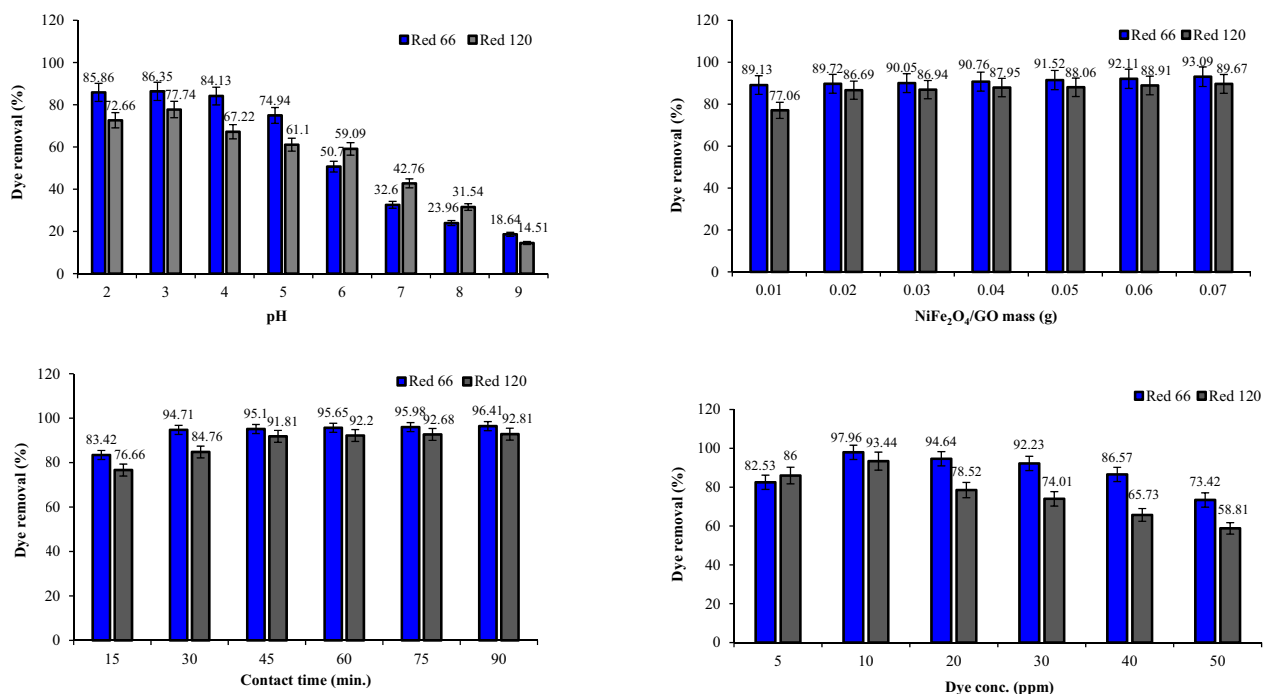 120
100
80
60
40
20
0
Dye removal (%)
Red 66 Red 120
85.86 86.35 84.13 74.94 50.7 32.6 23.96 18.64
72.66 77.74 67.22 61.1 59.09 42.76 31.54 14.51
2 3 4 5 6 7 8 9
pH
120
100
80
60
40
20
0
Dye removal (%)
Red 66 Red 120
89.13 89.72 90.05 90.76 91.52 92.11 93.09
77.06 86.69 86.94 87.95 88.06 88.91 89.67
0.01 0.02 0.03 0.04 0.05 0.06 0.07
NiFe₂O₄/GO mass (g)
120
100
80
60
40
20
0
Dye removal (%)
Red 66 Red 120
83.42 94.71 95.1 95.65 95.98 96.41
76.66 84.76 91.81 92.2 92.68 92.81
15 30 45 60 75 90
Contact time (min.)
120
100
80
60
40
20
0
Dye removal (%)
Red 66 Red 120
82.53 97.96 94.64 92.23 86.57 73.42
86 93.44 78.52 74.01 65.73 58.81
5 10 20 30 40 50
Dye conc. (ppm)